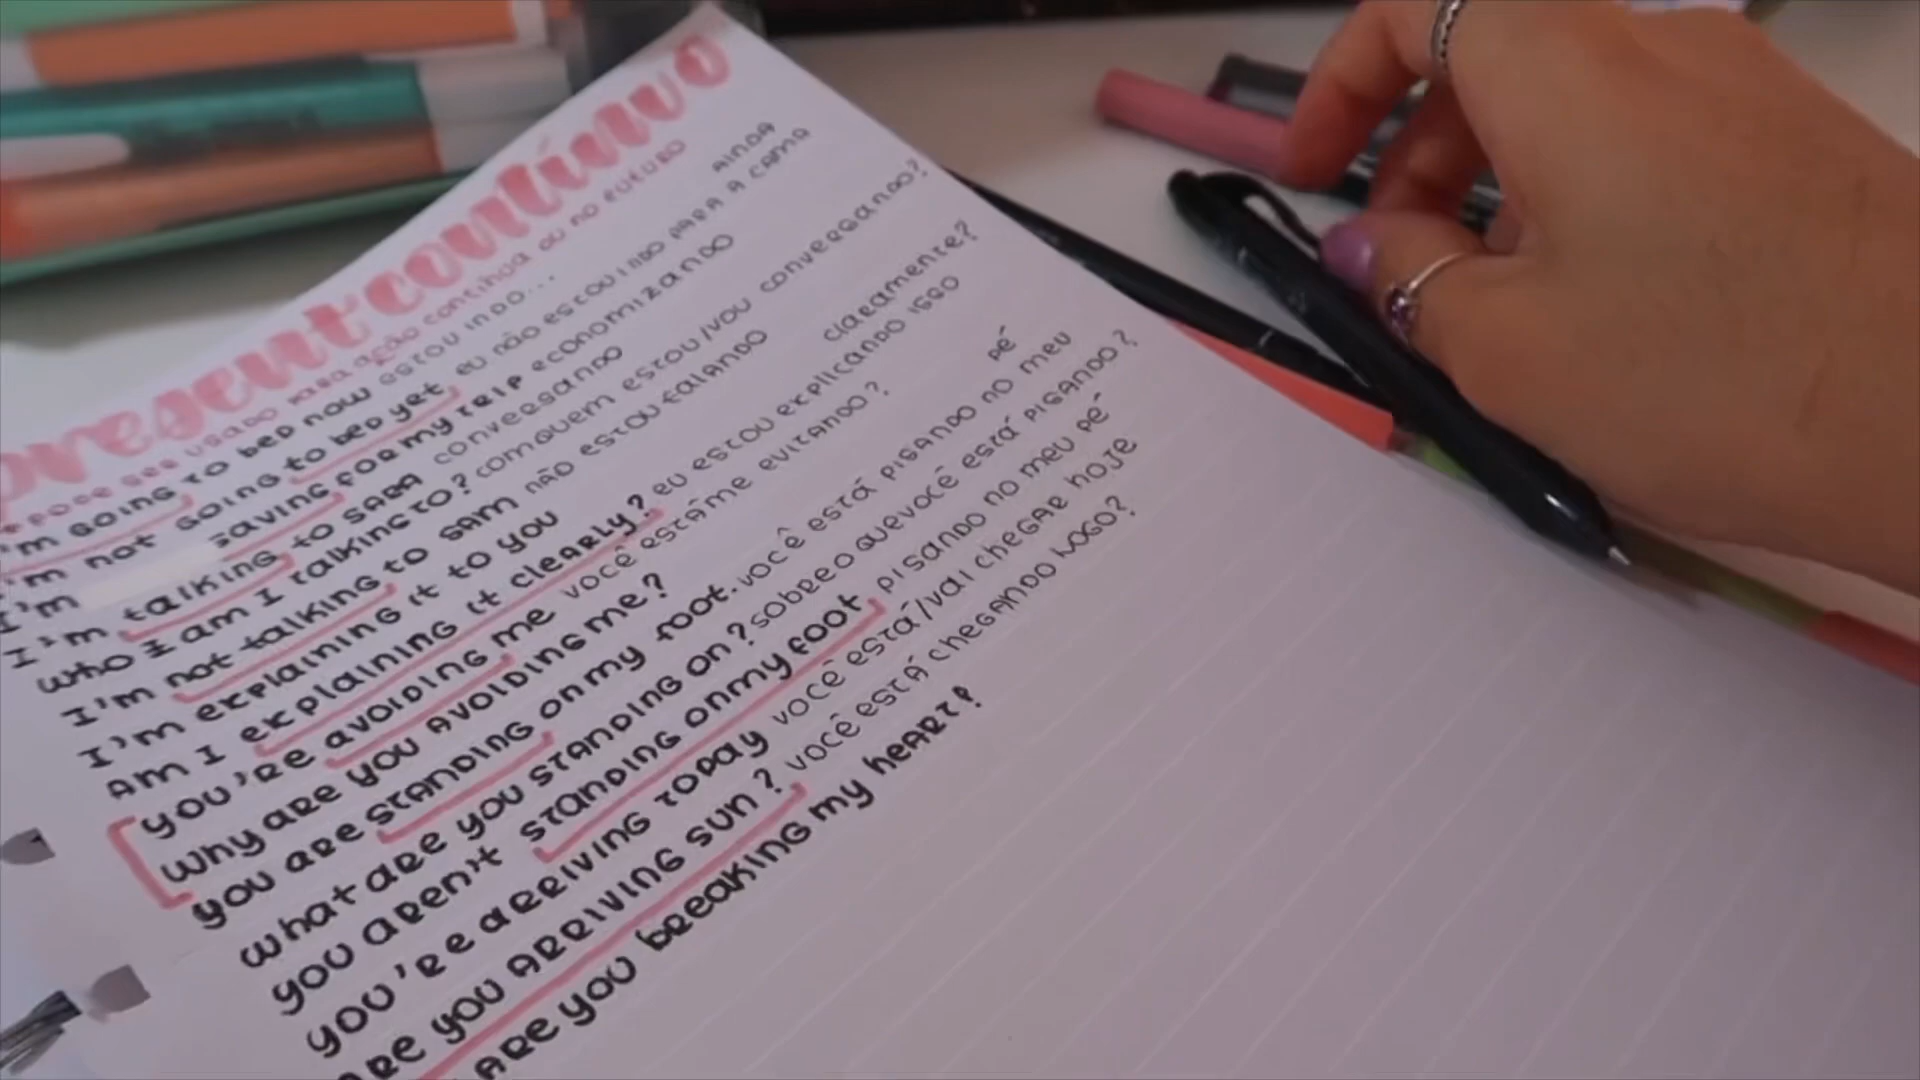 present contínuo
pode ser usado para ação contínua ou no futuro
I'm going to bed now estou indo...
I'm not going to bed yet eu não estou indo para a cama ainda
I'm saving for my trip economizando
I'm talking to sara conversando
who I am I talking to? com quem estou/vou conversando?
I'm not talking to sam não estou falando
I'm explaining it to you
Am I explaining it clearly? eu estou explicando isso claramente?
you're avoiding me você está me evitando?
why are you avoiding me?
you are standing on my foot. você está pisando no meu pé
what are you standing on? sobre o que você está pisando?
you aren't standing on my foot pisando no meu pé
you're arriving today você está/vai chegar hoje
are you arriving sun? você está chegando logo?
are you breaking my heart?